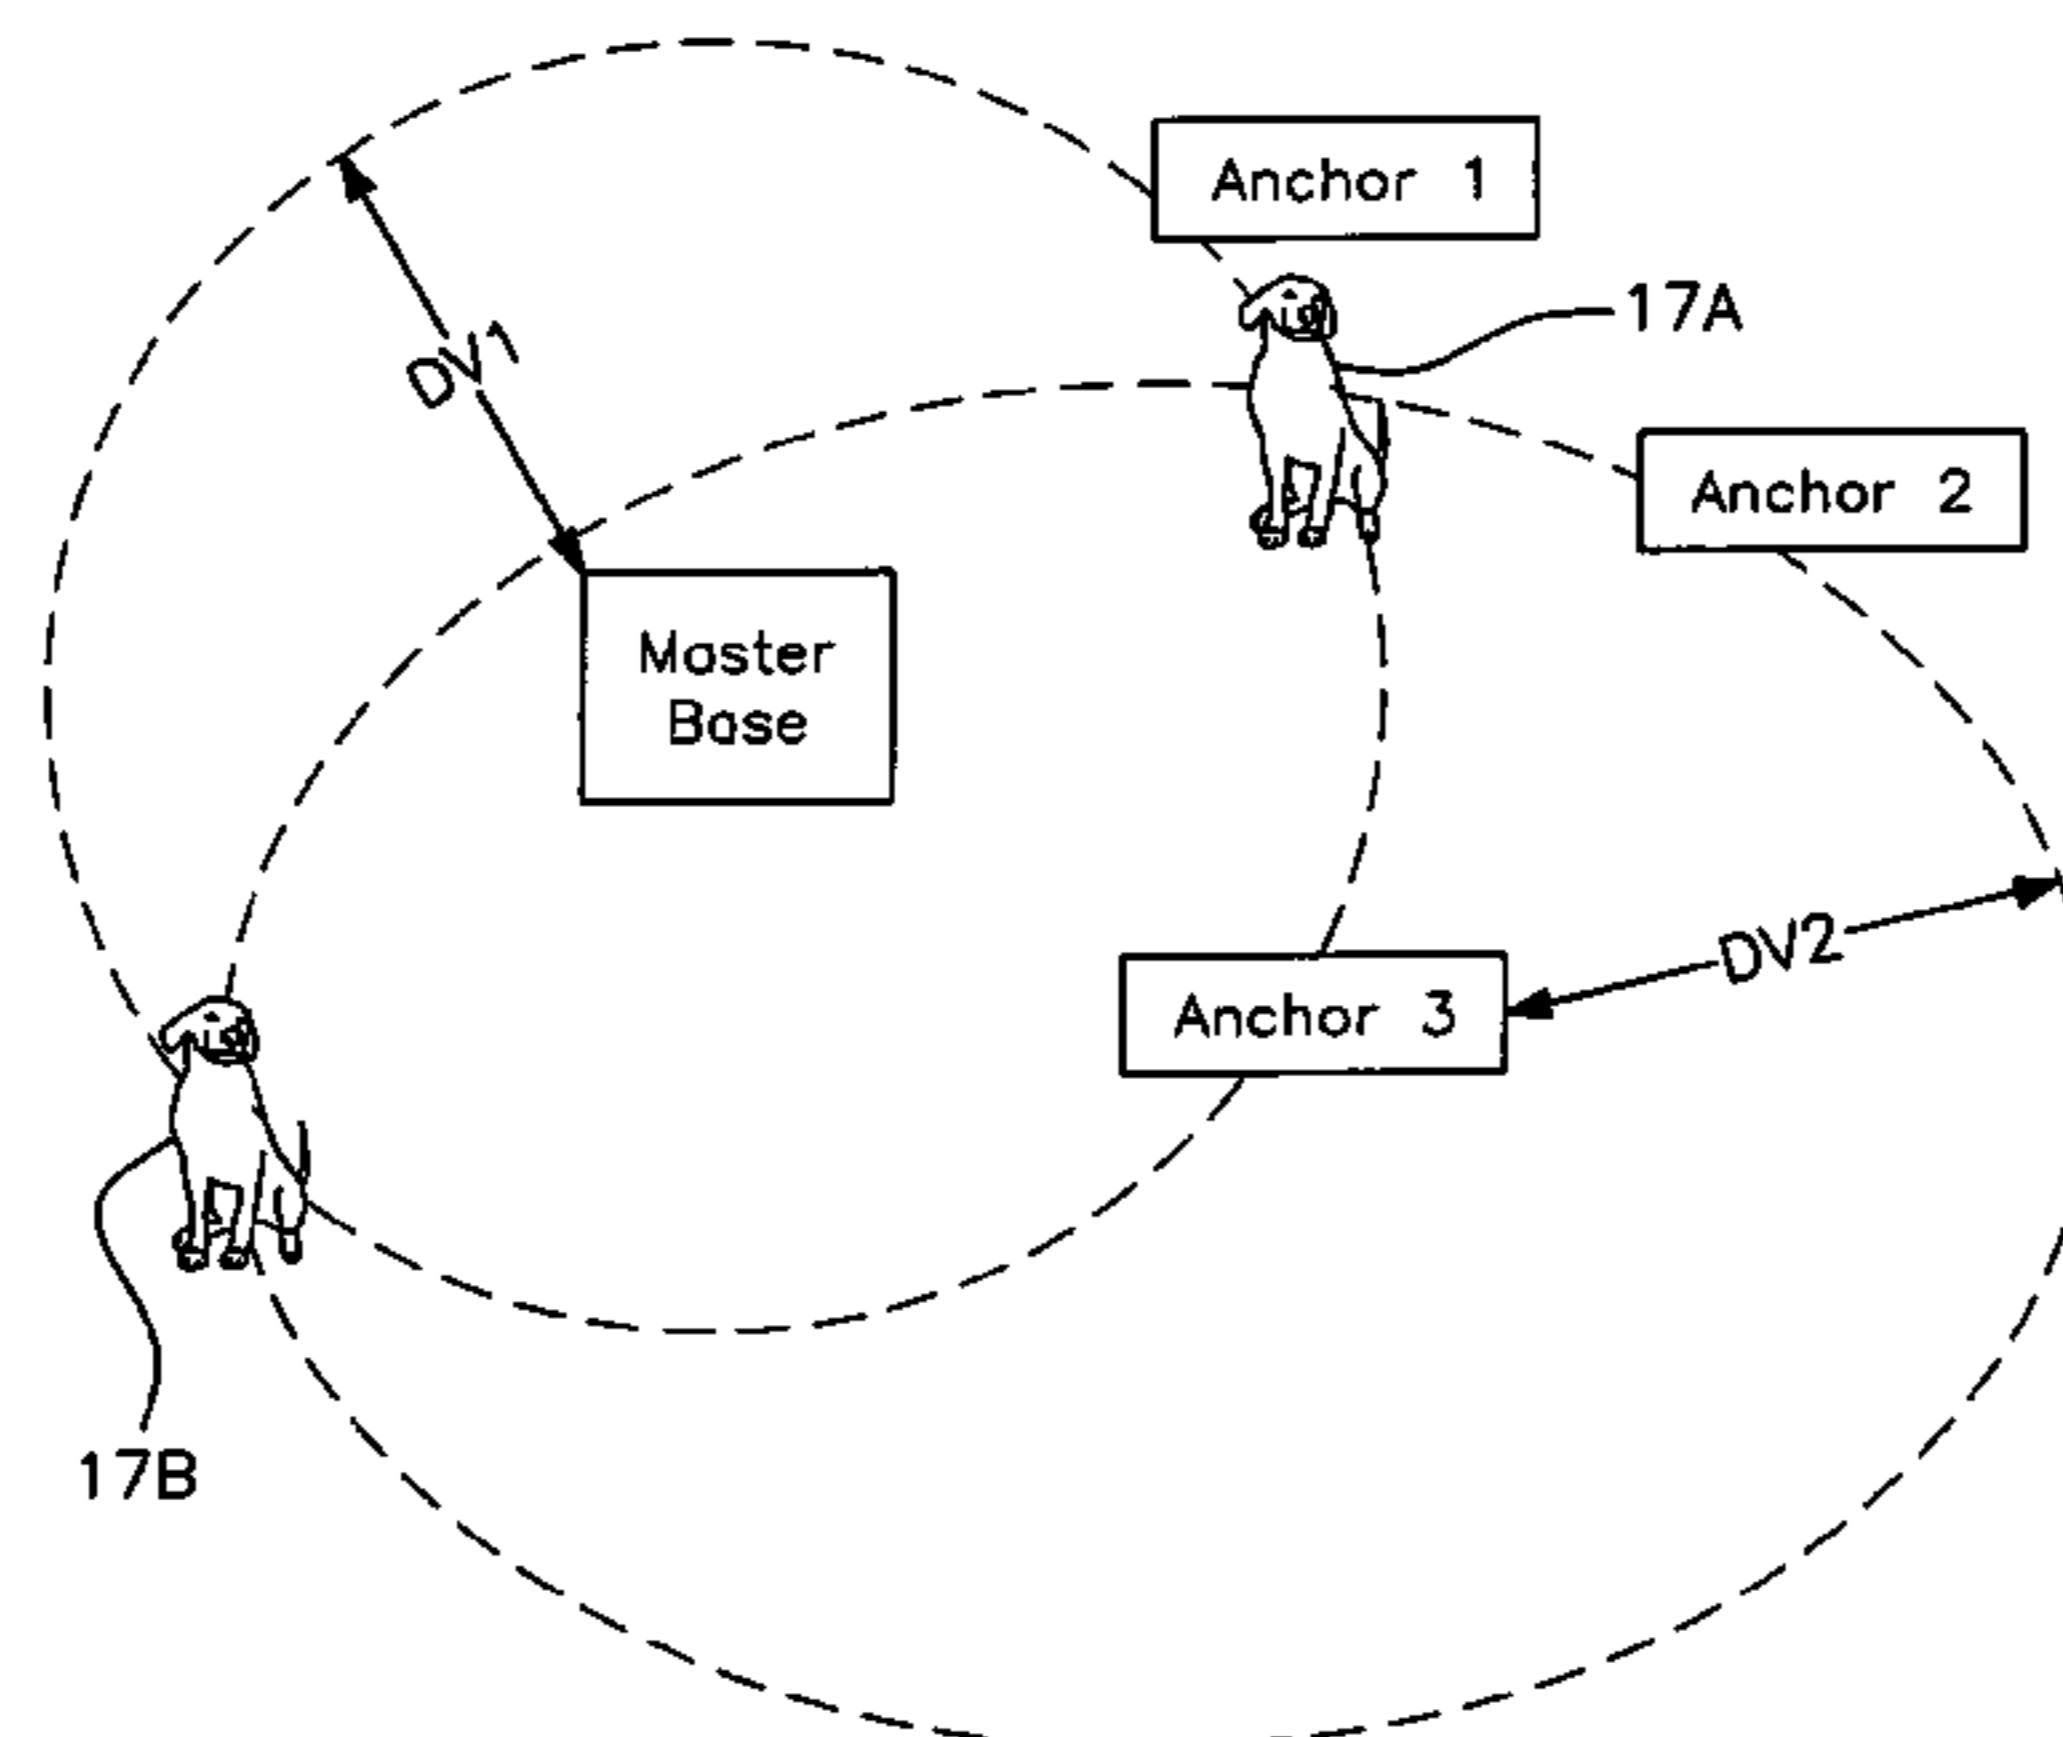 Anchor 1
17A
DV1
Anchor 2
Master
Base
DV2
Anchor 3
17B